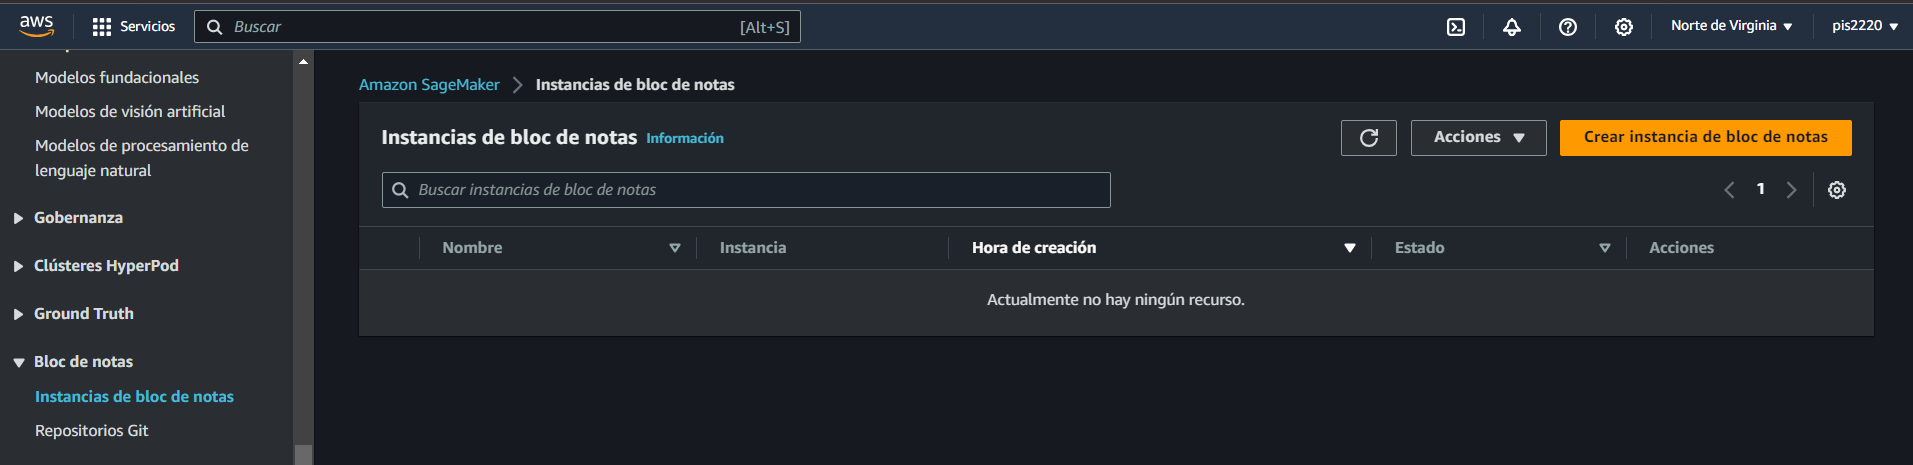 aws
Servicios
Buscar
[Alt+S]
Norte de Virginia
pis2220
Modelos fundacionales
Modelos de visión artificial
Modelos de procesamiento de
lenguaje natural
Gobernanza
Clústeres HyperPod
Ground Truth
Bloc de notas
Instancias de bloc de notas
Repositorios Git
Amazon SageMaker
Instancias de bloc de notas
Instancias de bloc de notas Información
Acciones
Crear instancia de bloc de notas
Buscar instancias de bloc de notas
1
Nombre
Instancia
Hora de creación
Estado
Acciones
Actualmente no hay ningún recurso.